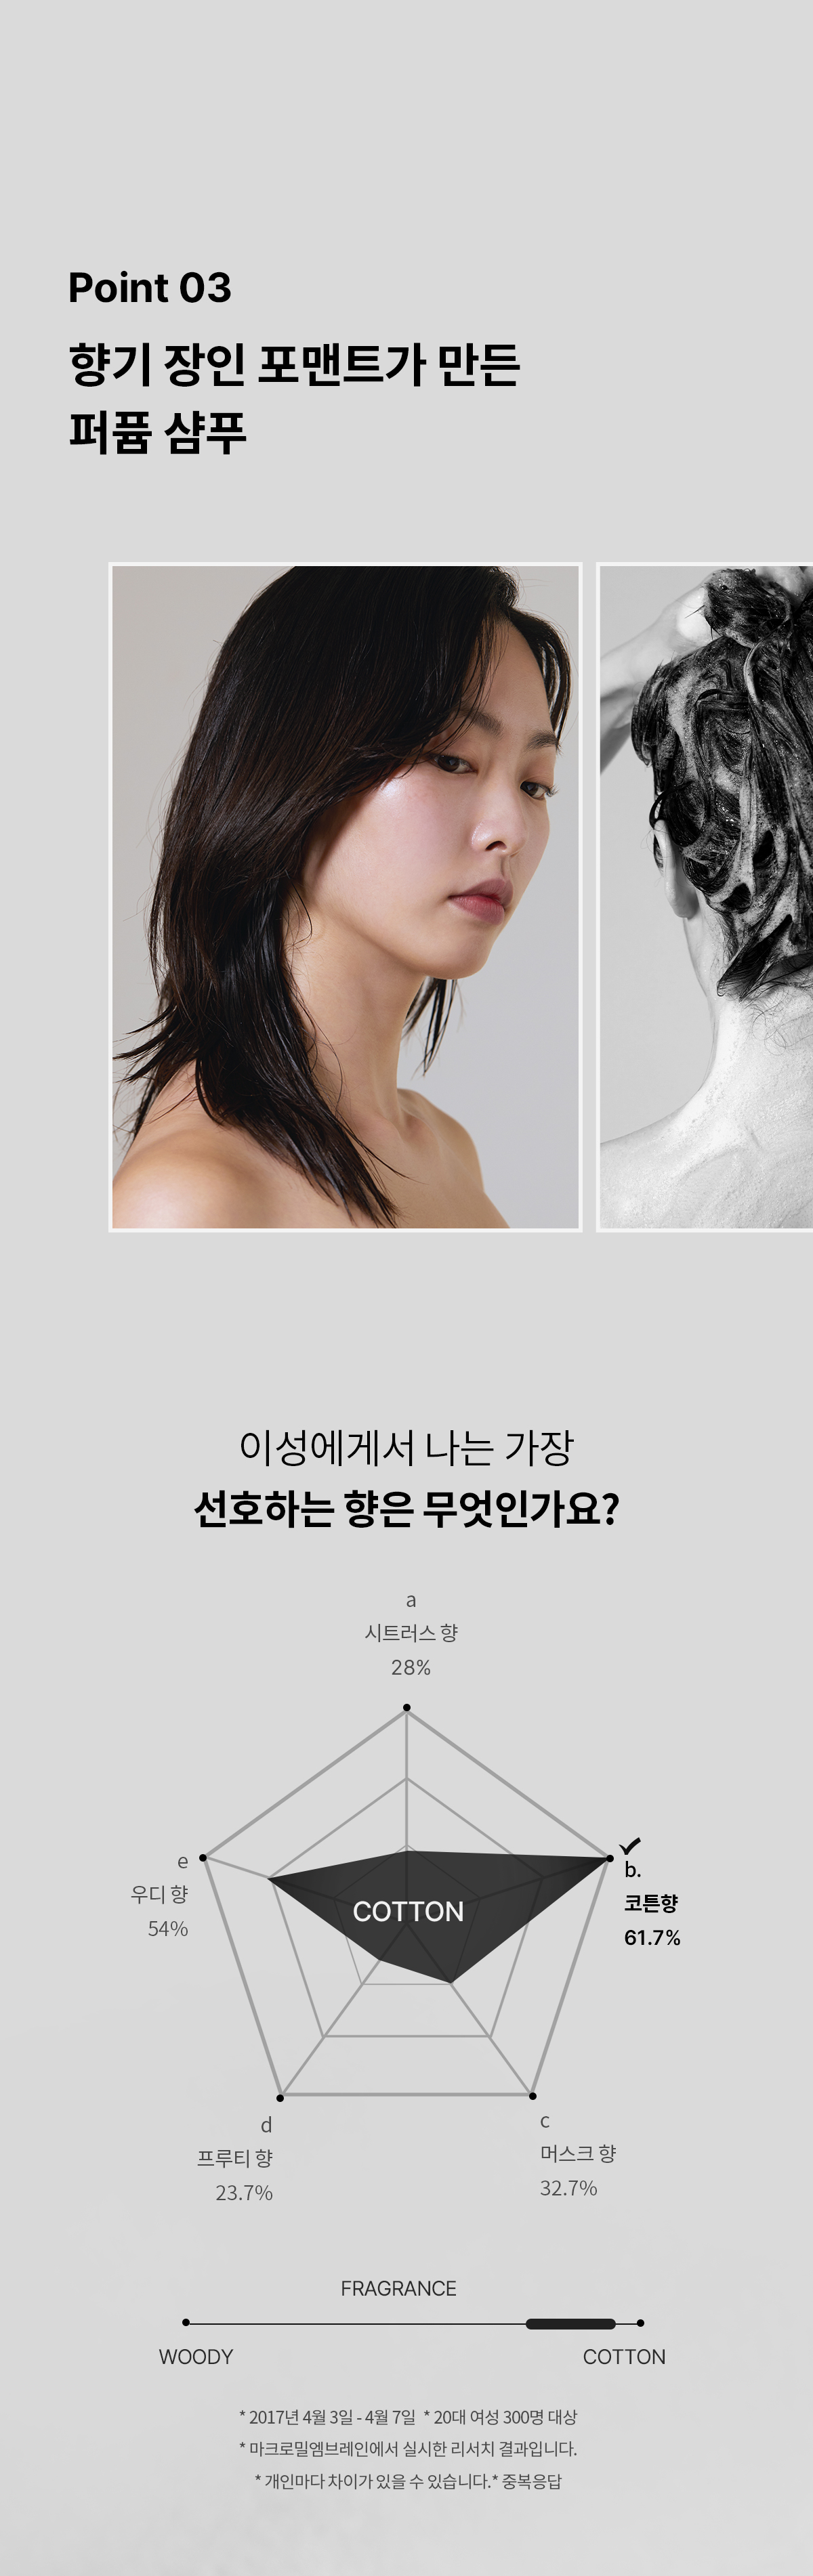 Point 03
향기 장인 포맨트가 만든
퍼퓸 샴푸
이성에게서 나는 가장
선호하는 향은 무엇인가요?
a
시트러스 향
28%
b.
코튼향
61.7%
e
우디 향
54%
COTTON
d
프루티 향
23.7%
c
머스크 향
32.7%
FRAGRANCE
WOODY
COTTON
* 2017년 4월 3일 - 4월 7일 * 20대 여성 300명 대상
* 마크로밀엠브레인에서 실시한 리서치 결과입니다.
* 개인마다 차이가 있을 수 있습니다.* 중복응답